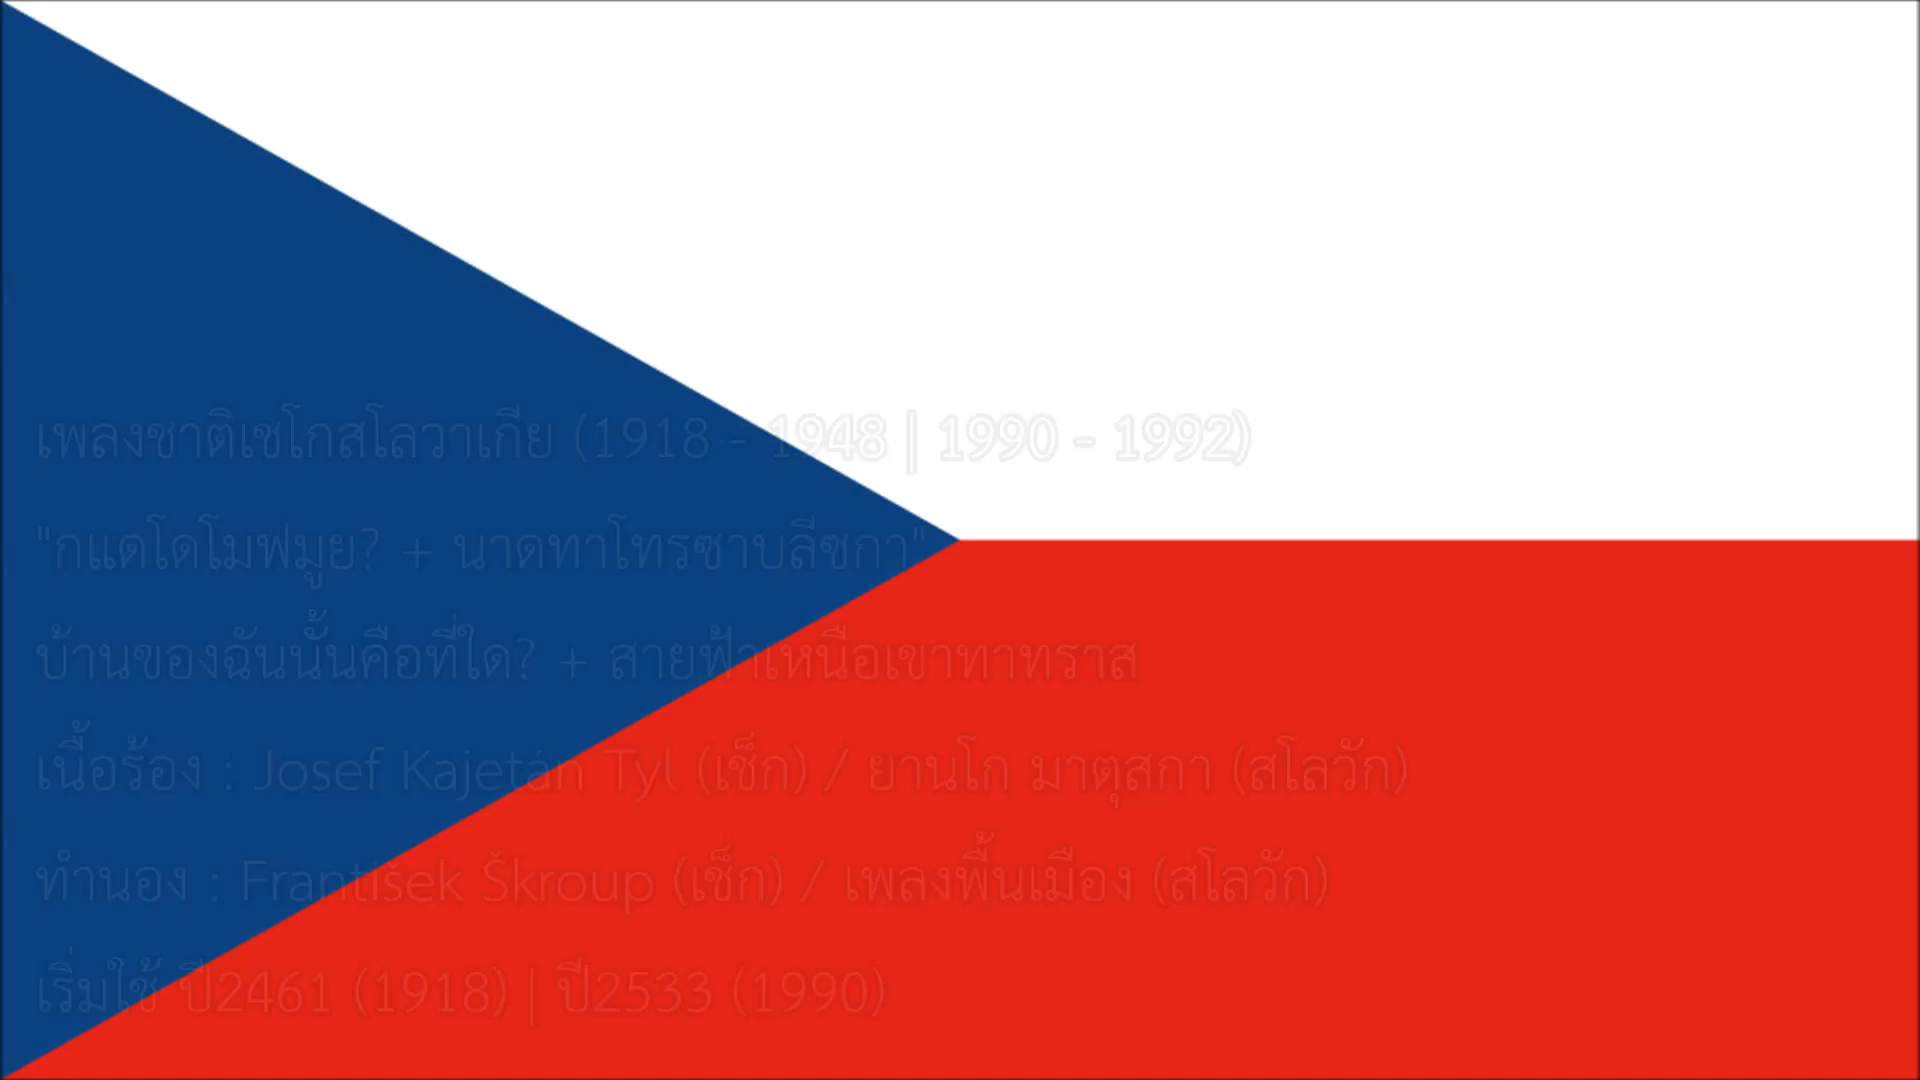 เพลงชาติเชโกสโลวาเกีย (1918 - 1948 | 1990 - 1992)
"กแดโดโมฟมูย? + นาดทาโทรซาบลีซกา"
บ้านของฉันนั้นคือที่ใด? + สายฟ้าเหนือเขาทาทราส
เนื้อร้อง : Josef Kajetán Tyl (เช็ก) / ยานโก มาตุสกา (สโลวัก)
ทำนอง : František Škroup (เช็ก) / เพลงพื้นเมือง (สโลวัก)
เริ่มใช้ ปี2461 (1918) | ปี2533 (1990)